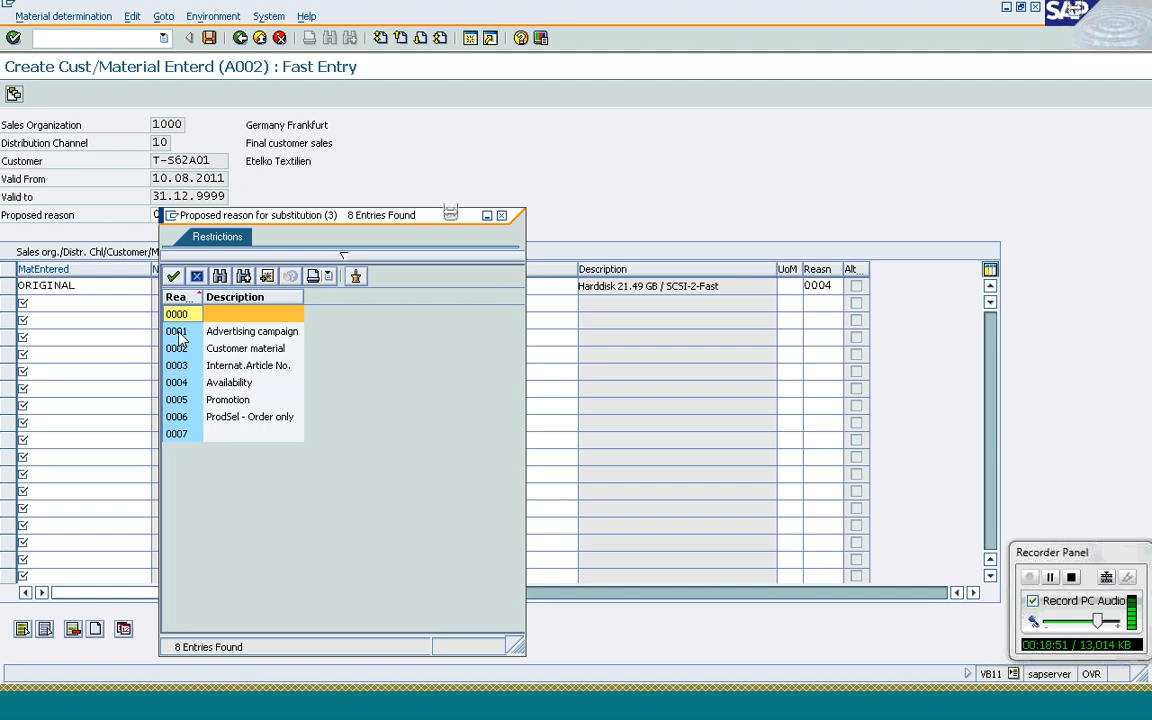 Material determination Edit Goto Environment System Help
SAP
Create Cust/Material Enterd (A002) : Fast Entry
Sales Organization 1000 Germany Frankfurt
Distribution Channel 10 Final customer sales
Customer T-S62A01 Etelko Textilien
Valid From 10.08.2011
Valid to 31.12.9999
Proposed reason 0
Proposed reason for substitution (3) 8 Entries Found
Restrictions
Sales org./Distr. Chl/Customer/M
MatEntered N Description UoM Reasn Alt...
ORIGINAL Harddisk 21.49 GB / SCSI-2-Fast 0004
Rea... Description
0000
0001 Advertising campaign
0002 Customer material
0003 Internat.Article No.
0004 Availability
0005 Promotion
0006 ProdSel - Order only
0007
8 Entries Found
Recorder Panel
Record PC Audio
00:18:51 / 13,014 KB
VB11 sapserver OVR